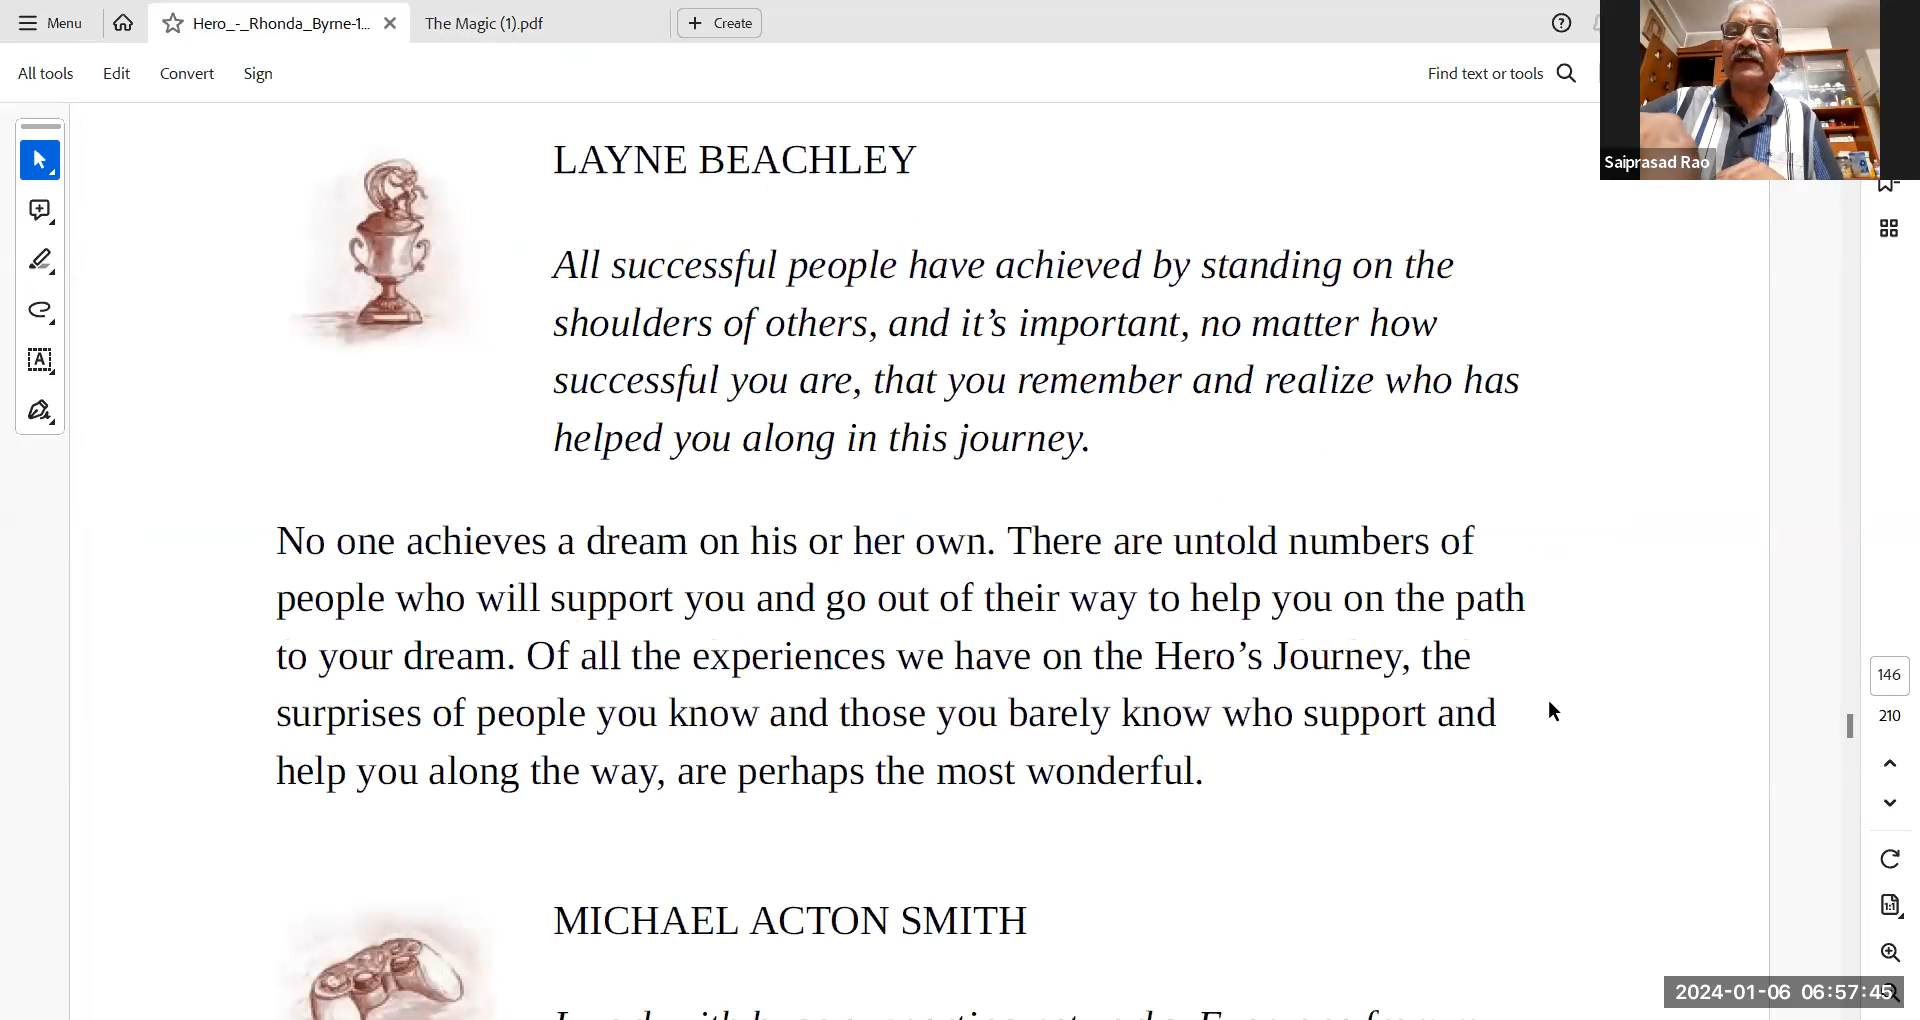 Menu
Hero_-_Rhonda_Byrne-1...
The Magic (1).pdf
Create
All tools
Edit
Convert
Sign
Find text or tools
Saiprasad Rao
LAYNE BEACHLEY
All successful people have achieved by standing on the
shoulders of others, and it’s important, no matter how
successful you are, that you remember and realize who has
helped you along in this journey.
No one achieves a dream on his or her own. There are untold numbers of
people who will support you and go out of their way to help you on the path
to your dream. Of all the experiences we have on the Hero’s Journey, the
surprises of people you know and those you barely know who support and
help you along the way, are perhaps the most wonderful.
146
210
MICHAEL ACTON SMITH
2024-01-06 06:57:45